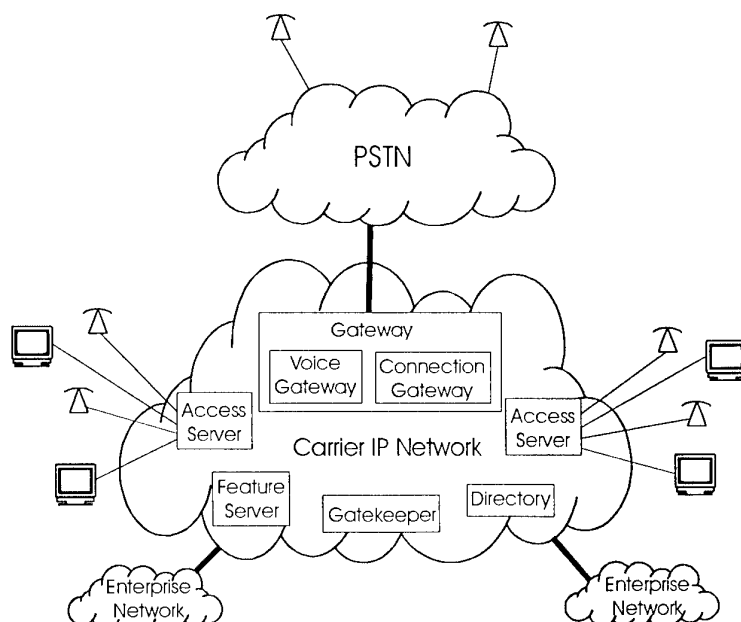 PSTN
Gateway
Voice
Gateway
Connection
Gateway
Access
Server
Access
Server
Carrier IP Network
Feature
Server
Gatekeeper
Directory
Enterprise
Network
Enterprise
Network